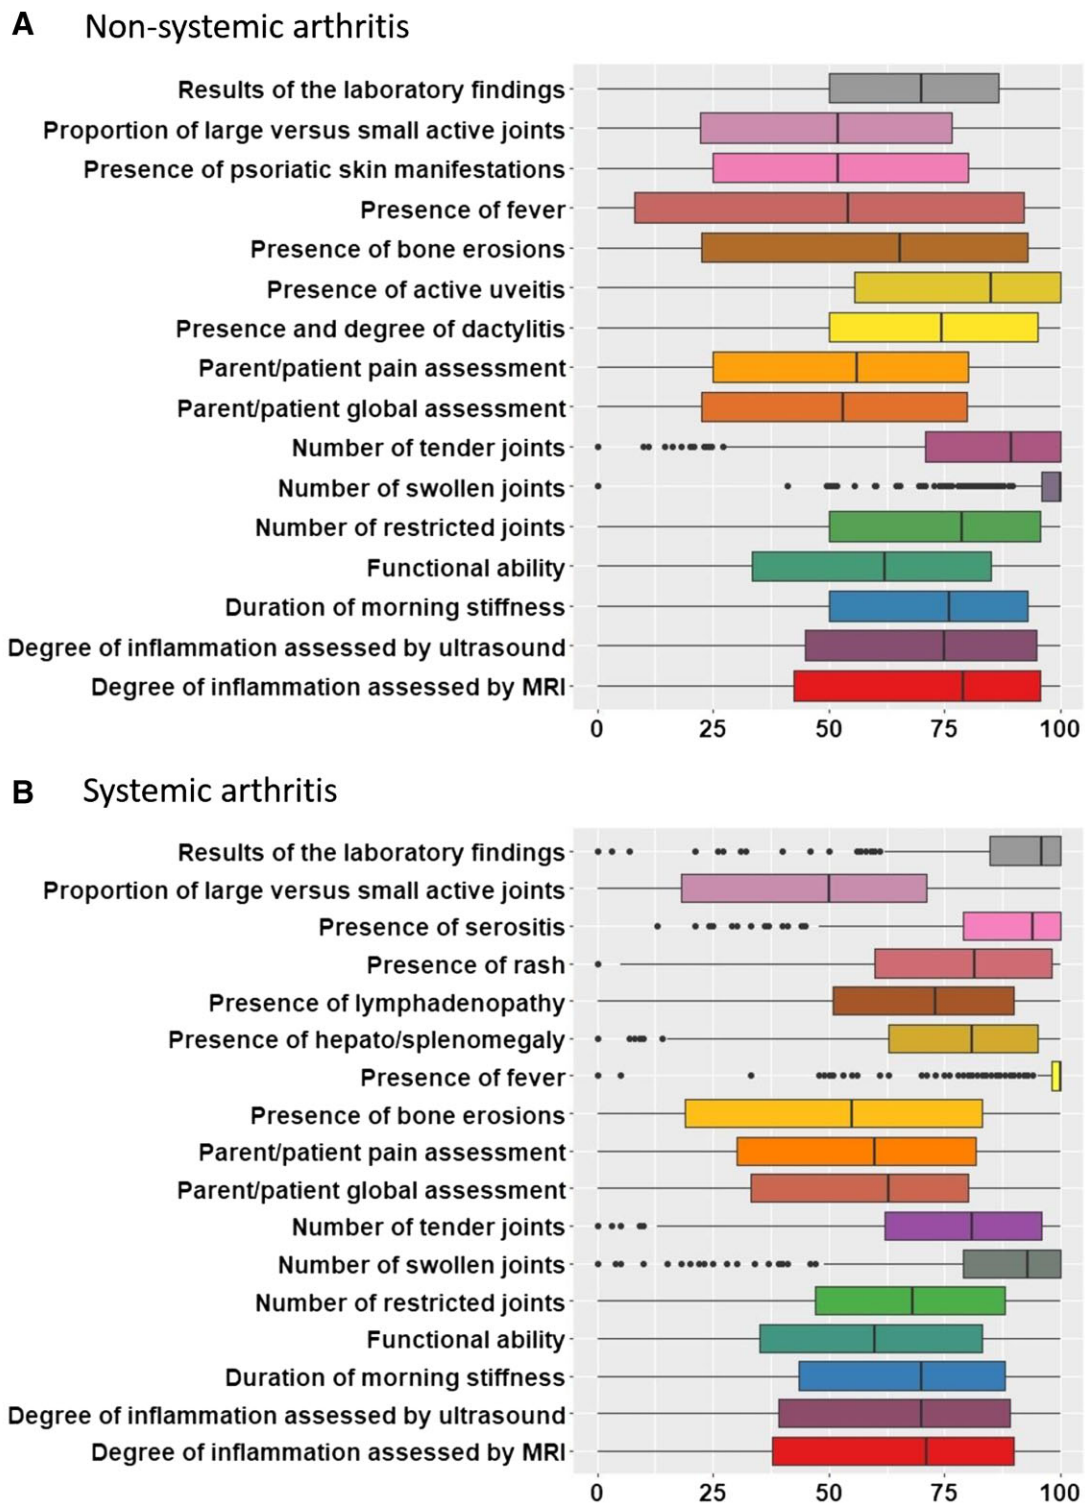 A Non-systemic arthritis
Results of the laboratory findings
Proportion of large versus small active joints
Presence of psoriatic skin manifestations
Presence of fever
Presence of bone erosions
Presence of active uveitis
Presence and degree of dactylitis
Parent/patient pain assessment
Parent/patient global assessment
Number of tender joints
Number of swollen joints
Number of restricted joints
Functional ability
Duration of morning stiffness
Degree of inflammation assessed by ultrasound
Degree of inflammation assessed by MRI
0 25 50 75 100
B Systemic arthritis
Results of the laboratory findings
Proportion of large versus small active joints
Presence of serositis
Presence of rash
Presence of lymphadenopathy
Presence of hepato/splenomegaly
Presence of fever
Presence of bone erosions
Parent/patient pain assessment
Parent/patient global assessment
Number of tender joints
Number of swollen joints
Number of restricted joints
Functional ability
Duration of morning stiffness
Degree of inflammation assessed by ultrasound
Degree of inflammation assessed by MRI
0 25 50 75 100